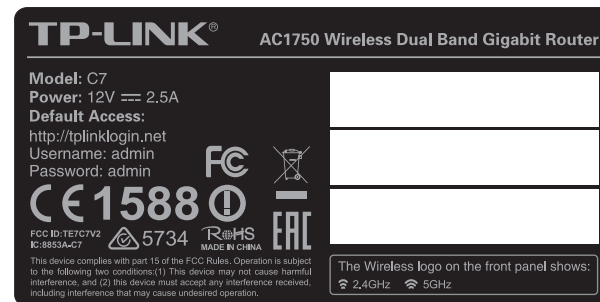 TP-LINK®
AC1750 Wireless Dual Band Gigabit Router
Model: C7
Power: 12V ⎓ 2.5A
Default Access:
http://tplinklogin.net
Username: admin
Password: admin
FC
CE1588
FCC ID:TE7C7V2
IC:8853A-C7
5734
RoHS
MADE IN CHINA
EAC
This device complies with part 15 of the FCC Rules. Operation is subject
to the following two conditions:(1) This device may not cause harmful
interference, and (2) this device must accept any interference received,
including interference that may cause undesired operation.
The Wireless logo on the front panel shows:
2.4GHz 5GHz